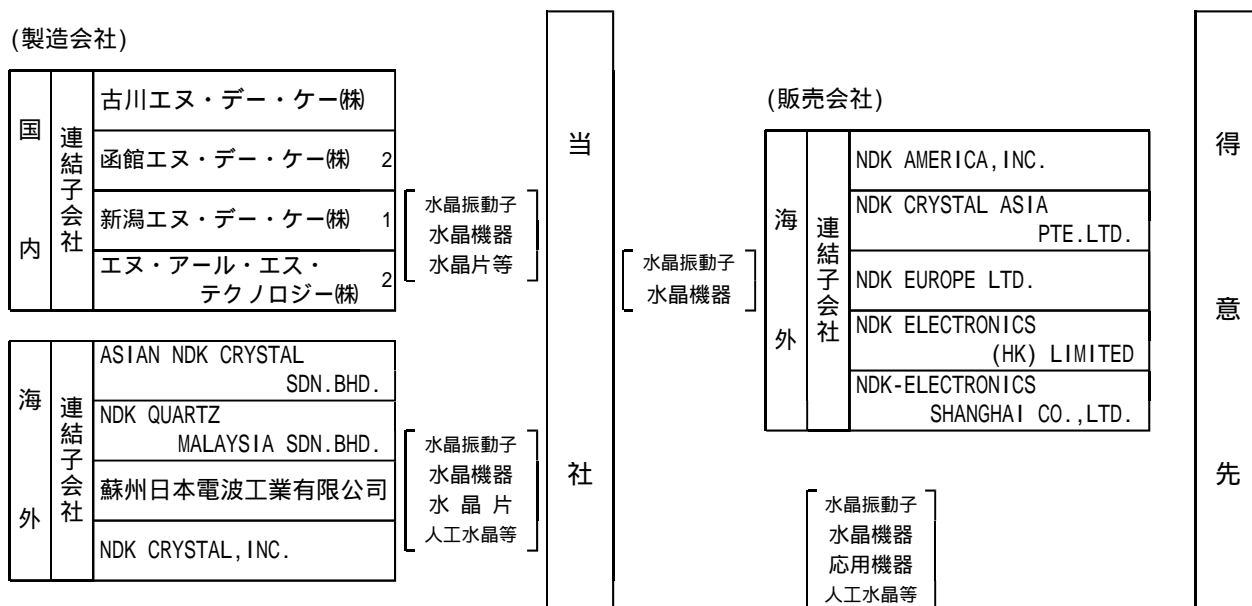 (製造会社)
国内
連結子会社
古川エヌ・デー・ケー㈱
函館エヌ・デー・ケー㈱ 2
新潟エヌ・デー・ケー㈱ 1
エヌ・アール・エス・
テクノロジー㈱ 2
水晶振動子
水晶機器
水晶片等
海外
連結子会社
ASIAN NDK CRYSTAL
SDN.BHD.
NDK QUARTZ
MALAYSIA SDN.BHD.
蘇州日本電波工業有限公司
NDK CRYSTAL,INC.
水晶振動子
水晶機器
水晶片
人工水晶等
当社
水晶振動子
水晶機器
(販売会社)
海外
連結子会社
NDK AMERICA,INC.
NDK CRYSTAL ASIA
PTE.LTD.
NDK EUROPE LTD.
NDK ELECTRONICS
(HK) LIMITED
NDK-ELECTRONICS
SHANGHAI CO.,LTD.
水晶振動子
水晶機器
応用機器
人工水晶等
得意先